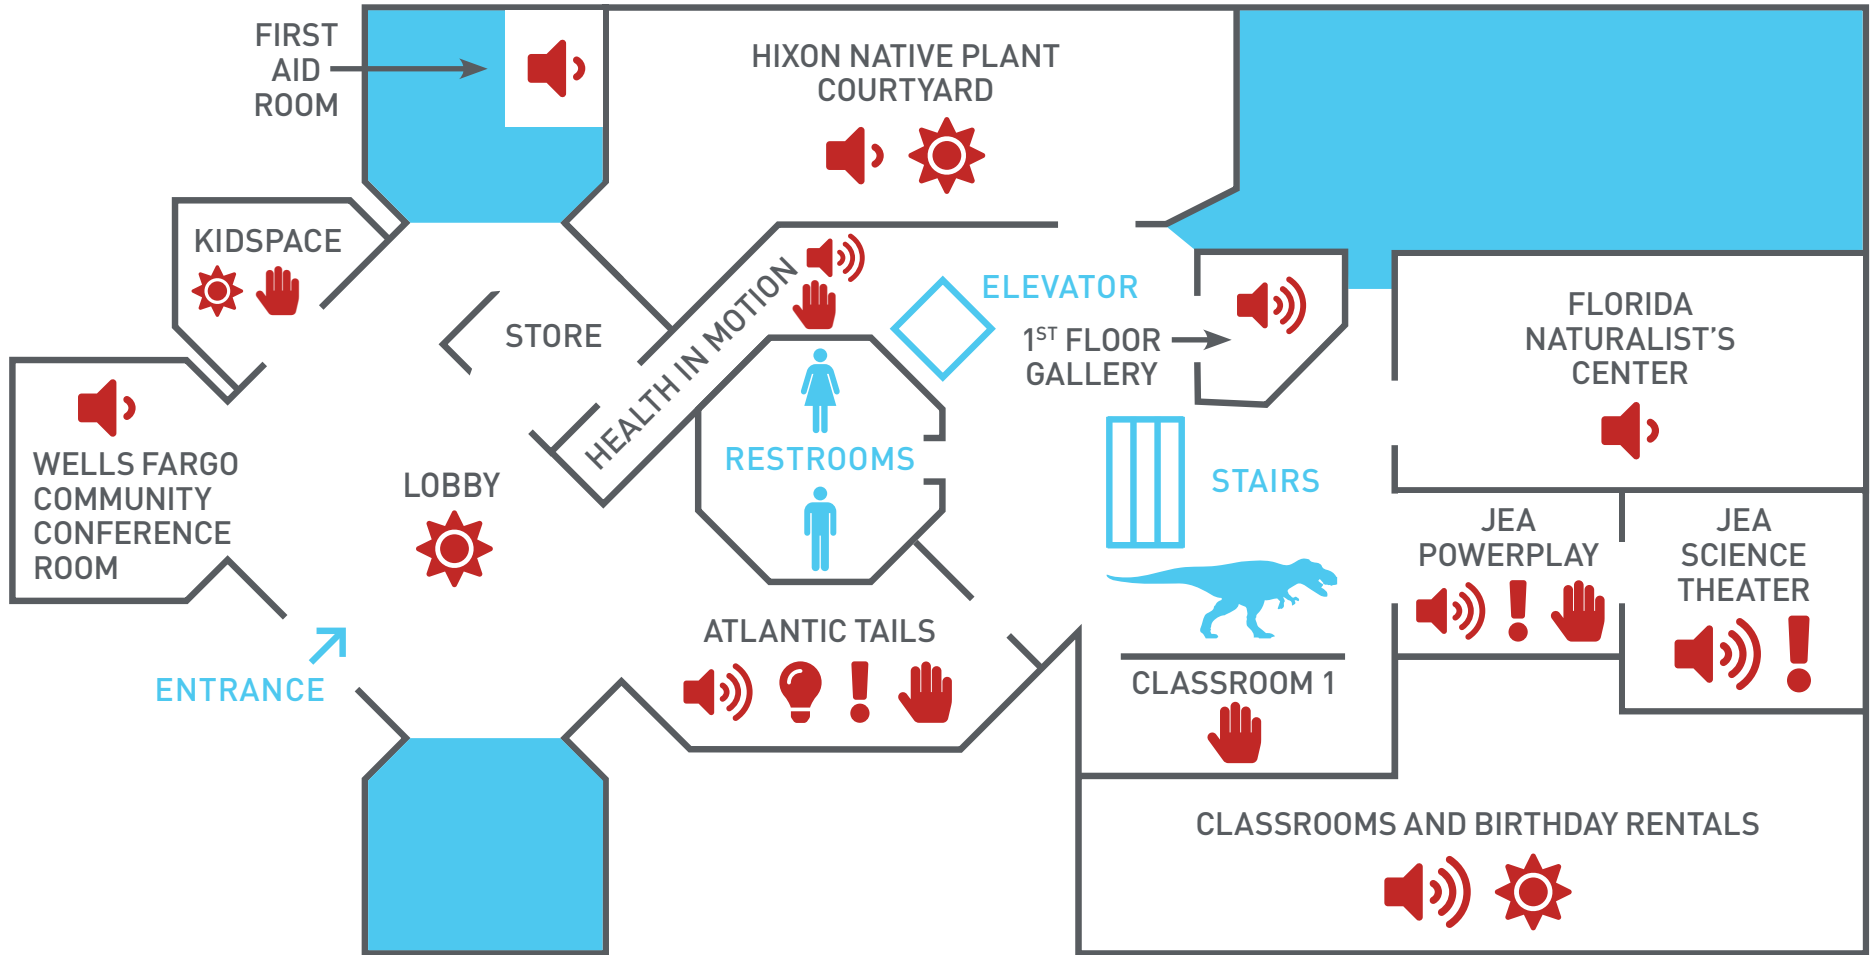 FIRST
AID
ROOM
HIXON NATIVE PLANT
COURTYARD
KIDSPACE
STORE
HEALTH IN MOTION
ELEVATOR
1ST FLOOR
GALLERY
FLORIDA
NATURALIST'S
CENTER
WELLS FARGO
COMMUNITY
CONFERENCE
ROOM
LOBBY
RESTROOMS
STAIRS
JEA
POWERPLAY
JEA
SCIENCE
THEATER
ENTRANCE
ATLANTIC TAILS
CLASSROOM 1
CLASSROOMS AND BIRTHDAY RENTALS